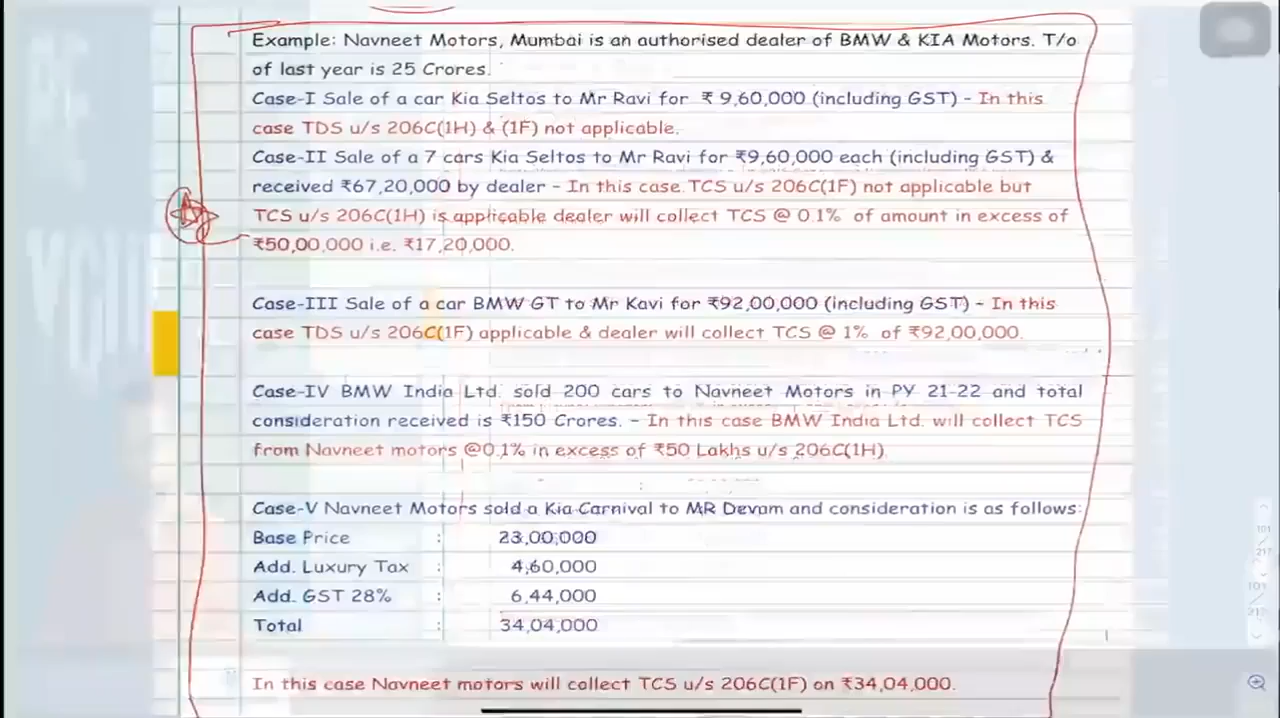 Example: Navneet Motors, Mumbai is an authorised dealer of BMW & KIA Motors. T/o
of last year is 25 Crores.
Case-I Sale of a car Kia Seltos to Mr Ravi for ₹ 9,60,000 (including GST) - In this
case TDS u/s 206C(1H) & (1F) not applicable.
Case-II Sale of a 7 cars Kia Seltos to Mr Ravi for ₹9,60,000 each (including GST) &
received ₹67,20,000 by dealer - In this case TCS u/s 206C(1F) not applicable but
TCS u/s 206C(1H) is applicable dealer will collect TCS @ 0.1% of amount in excess of
₹50,00,000 i.e. ₹17,20,000.
Case-III Sale of a car BMW GT to Mr Kavi for ₹92,00,000 (including GST) - In this
case TDS u/s 206C(1F) applicable & dealer will collect TCS @ 1% of ₹92,00,000.
Case-IV BMW India Ltd. sold 200 cars to Navneet Motors in PY 21-22 and total
consideration received is ₹150 Crores. - In this case BMW India Ltd. will collect TCS
from Navneet motors @0.1% in excess of ₹50 Lakhs u/s 206C(1H).
Case-V Navneet Motors sold a Kia Carnival to MR Devam and consideration is as follows:
Base Price : 23,00,000
Add. Luxury Tax : 4,60,000
Add. GST 28% : 6,44,000
Total : 34,04,000
In this case Navneet motors will collect TCS u/s 206C(1F) on ₹34,04,000.